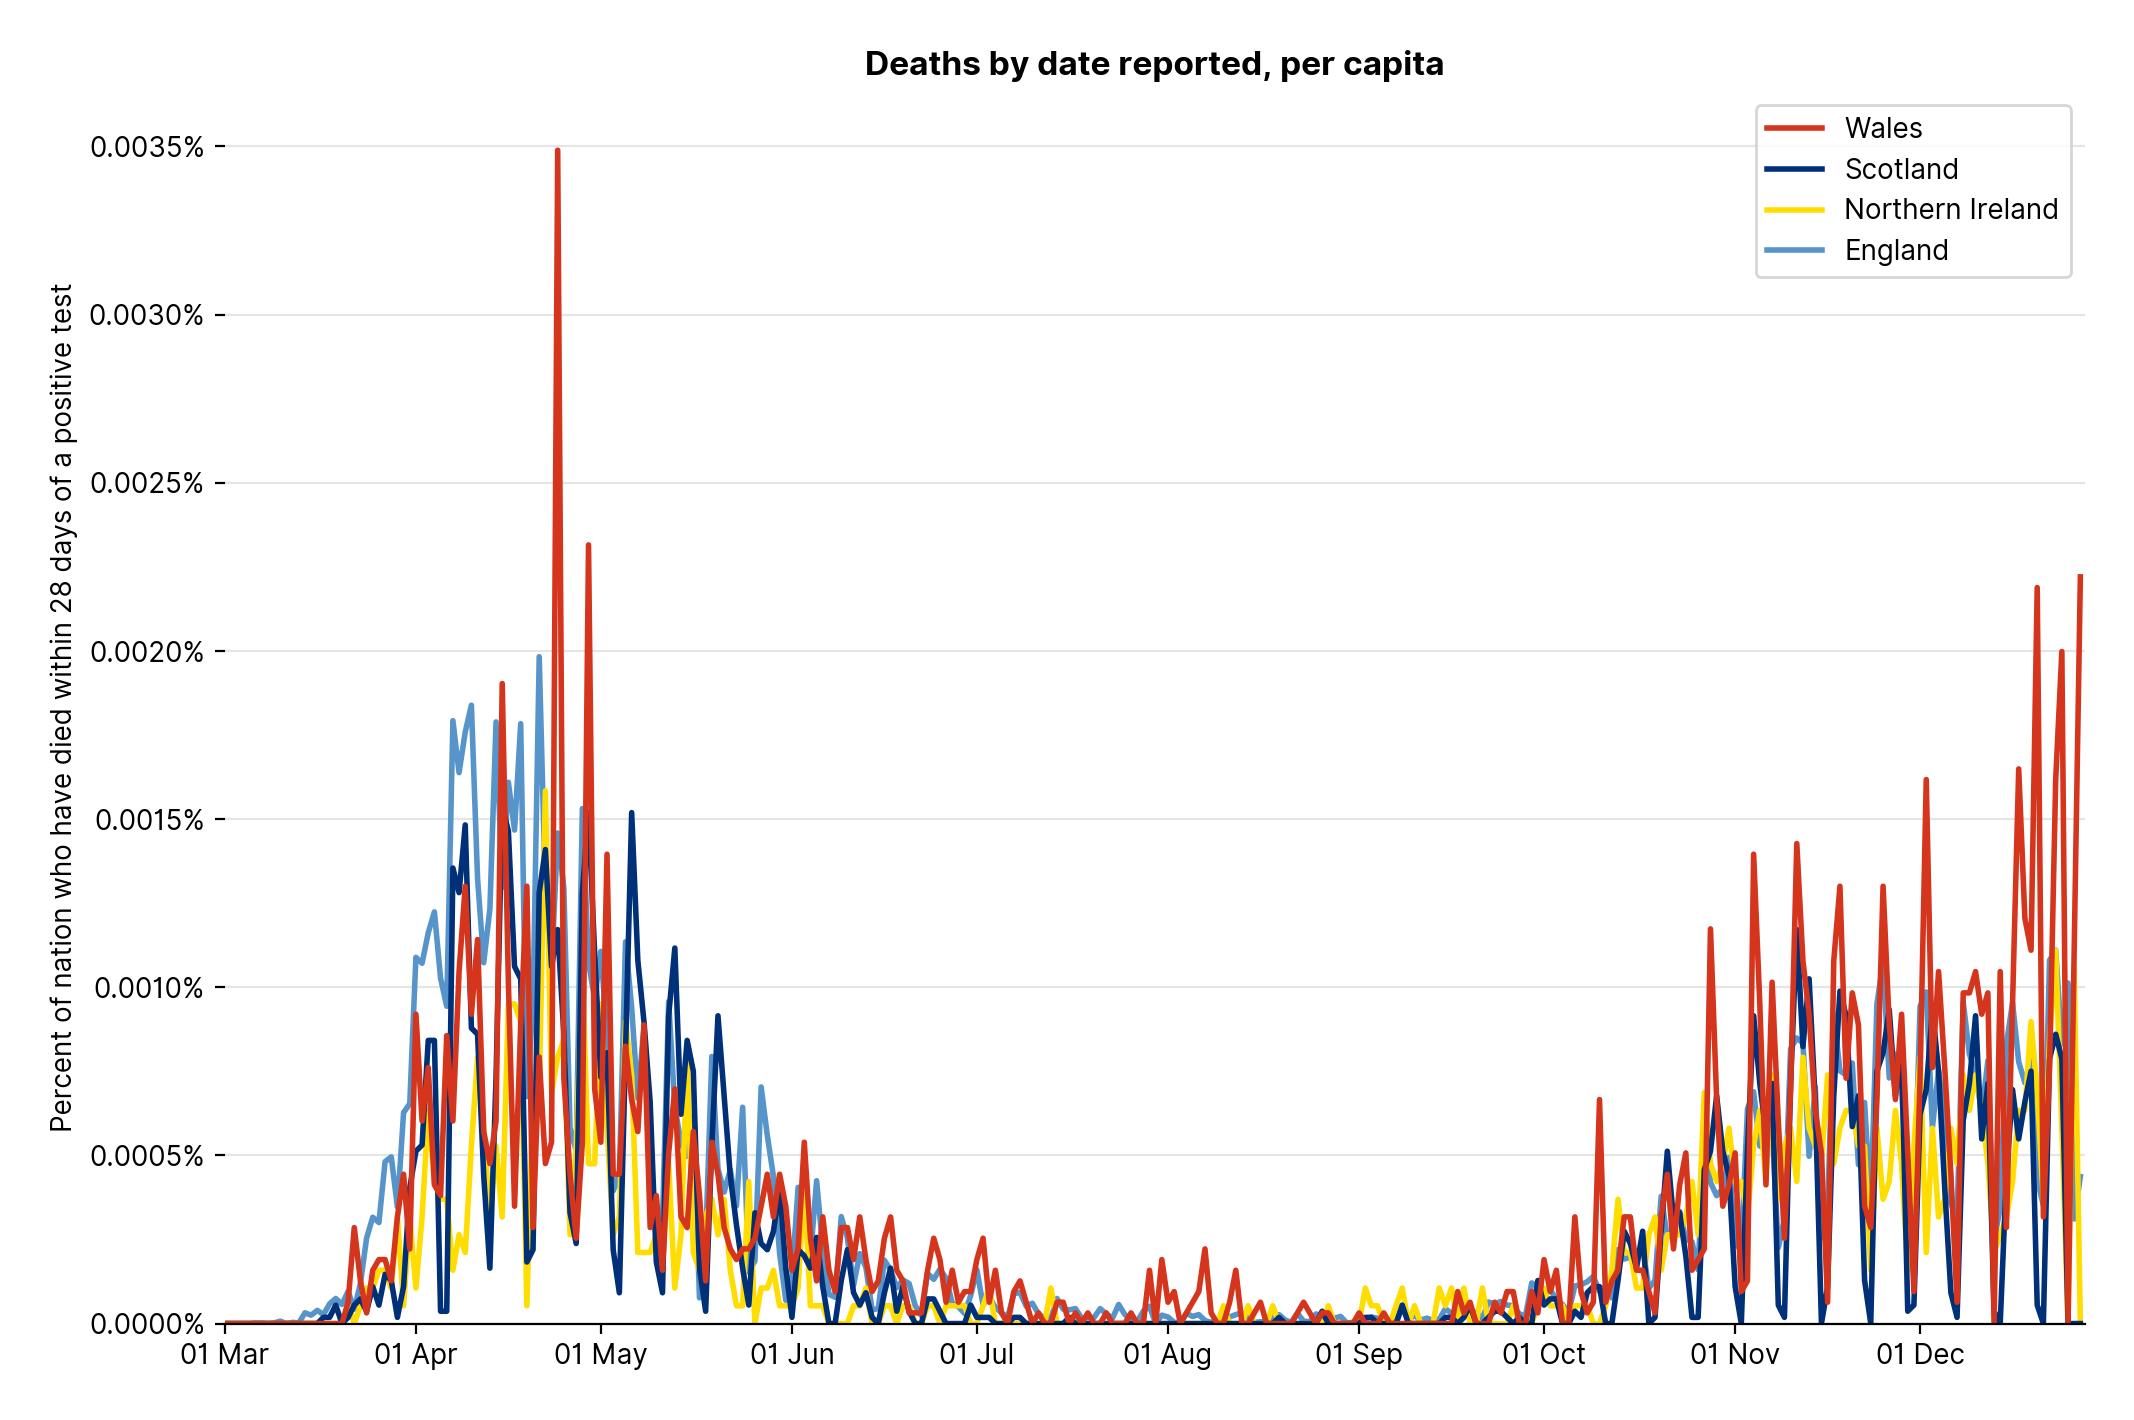 Deaths by date reported, per capita
Wales
Scotland
Northern Ireland
England
Percent of nation who have died within 28 days of a positive test
0.0035%
0.0030%
0.0025%
0.0020%
0.0015%
0.0010%
0.0005%
0.0000%
01 Mar
01 Apr
01 May
01 Jun
01 Jul
01 Aug
01 Sep
01 Oct
01 Nov
01 Dec